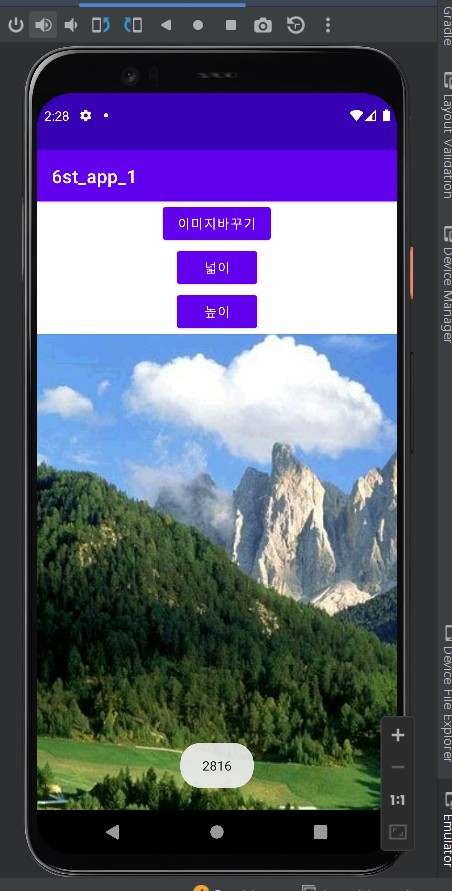 Gradle
Layout Validation
Device Manager
2:28
6st_app_1
이미지바꾸기
넓이
높이
2816
1:1
Device File Explorer
Emulator